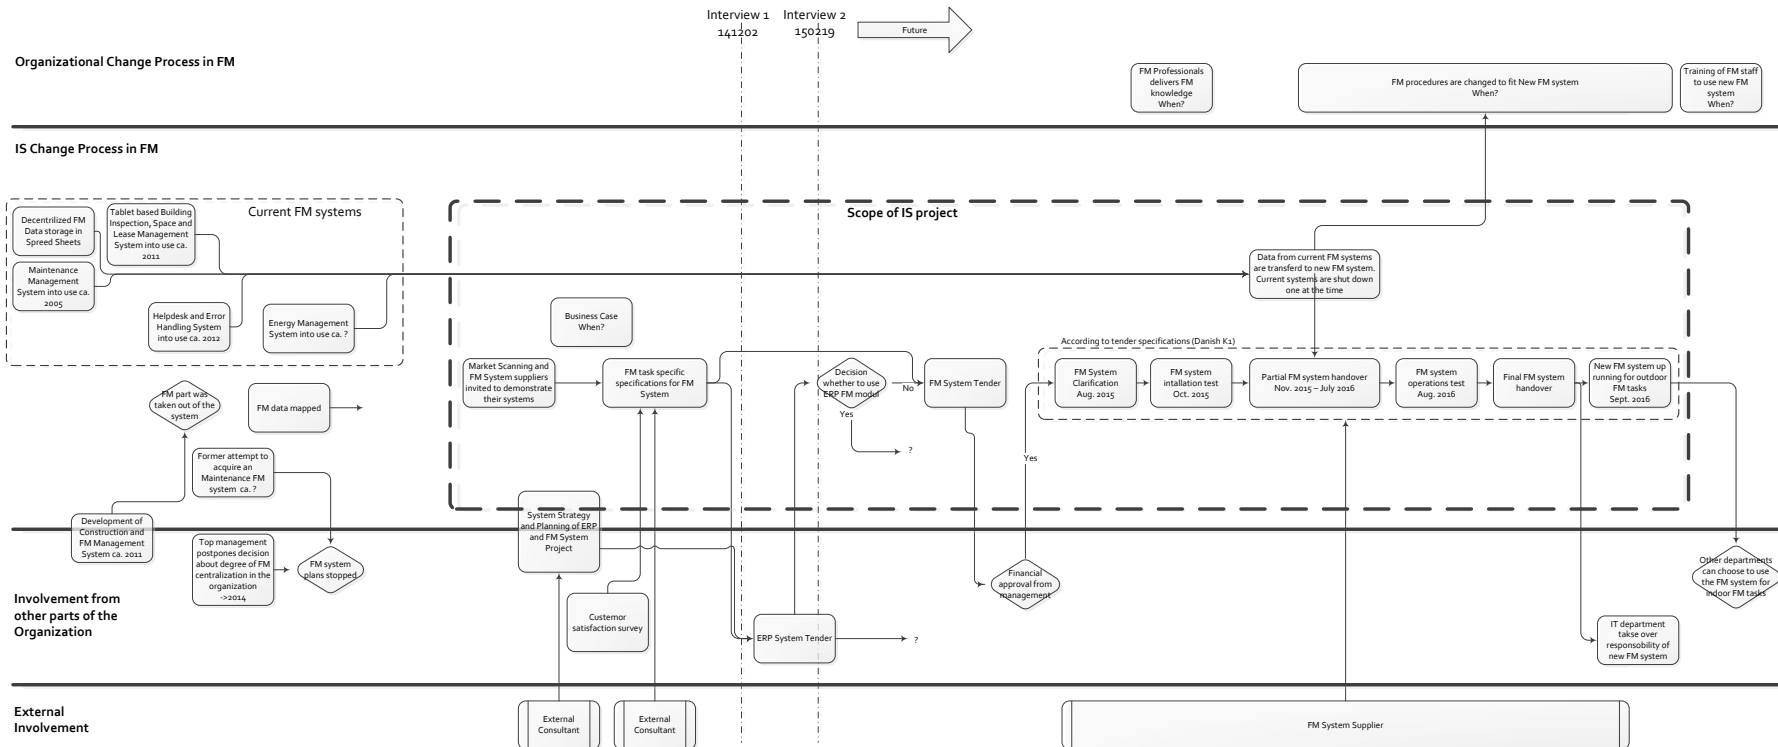 Interview 1
141202
Interview 2
150219
Future
Organizational Change Process in FM
FM Professionals
delivers FM
knowledge
When?
FM procedures are changed to fit New FM system
When?
Training of FM staff
to use new FM
system
When?
IS Change Process in FM
Current FM systems
Decentrilized FM
Data storage in
Spreed Sheets
Tablet based Building
Inspection, Space and
Lease Management
System into use ca.
2011
Maintenance
Management
System into use ca.
2005
Helpdesk and Error
Handling System
into use ca. 2012
Energy Management
System into use ca. ?
Scope of IS project
Data from current FM systems
are transferd to new FM system.
Current systems are shut down
one at the time
Business Case
When?
Market Scanning and
FM System suppliers
invited to demonstrate
their systems
FM task specific
specifications for FM
System
Decision
whether to use
ERP FM modul
No
Yes
?
FM System Tender
According to tender specifications (Danish K1)
FM System
Clarification
Aug. 2015
FM system
intallation test
Oct. 2015
Partial FM system handover
Nov. 2015 – July 2016
FM system
operations test
Aug. 2016
Final FM system
handover
New FM system up
running for outdoor
FM tasks
Sept. 2016
FM part was
taken out of the
system
FM data mapped
Former attempt to
acquire an
Maintenance FM
system ca. ?
Yes
Development of
Construction and
FM Management
System ca. 2011
System Strategy
and Planning of ERP
and FM System
Project
Top management
postpones decision
about degree of FM
centralization in the
organization
->2014
FM system
plans stopped
Financial
approval from
management
Other departments
can choose to use
the FM system for
indoor FM tasks
Involvement from
other parts of the
Organization
Custemor
satisfaction survey
ERP System Tender
?
IT department
takse over
responsobility of
new FM system
External
Involvement
External
Consultant
External
Consultant
FM System Supplier